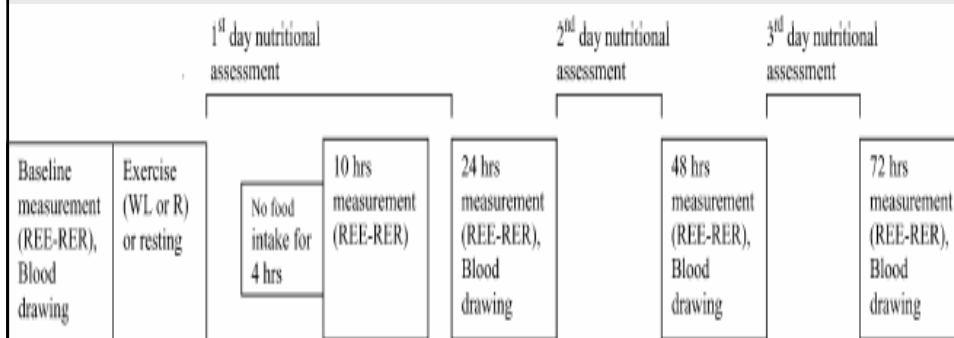 1st day nutritional
assessment
2nd day nutritional
assessment
3rd day nutritional
assessment
Baseline
measurement
(REE-RER),
Blood
drawing
Exercise
(WL or R)
or resting
No food
intake for
4 hrs
10 hrs
measurement
(REE-RER)
24 hrs
measurement
(REE-RER),
Blood
drawing
48 hrs
measurement
(REE-RER),
Blood
drawing
72 hrs
measurement
(REE-RER),
Blood
drawing